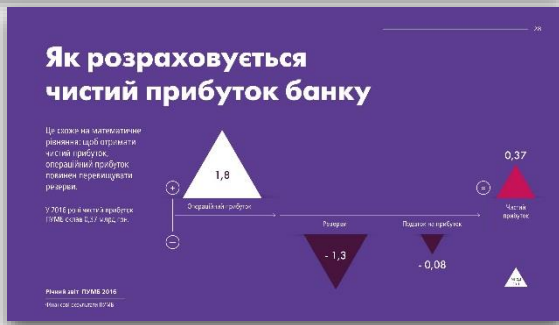 28
Як розраховується
чистий прибуток банку
Це схоже на математичне
рівняння: щоб отримати
чистий прибуток,
операційний прибуток
повинен перевищувати
резерви.
У 2016 році чистий прибуток
ПУМБ склав 0,37 млрд грн.
+
1,8
Операційний прибуток
−
Резерви
- 1,3
Податок на прибуток
- 0,08
=
0,37
Чистий
прибуток
Річний звіт ПУМБ 2016
Фінансові результати ПУМБ